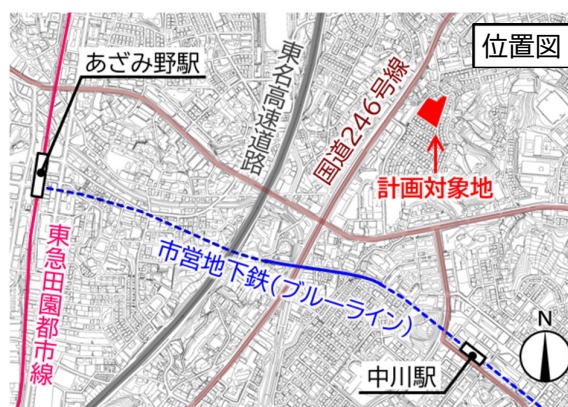 位置図
あざみ野駅
東名高速道路
国道246号線
計画対象地
東急田園都市線
市営地下鉄(ブルーライン)
中川駅
N